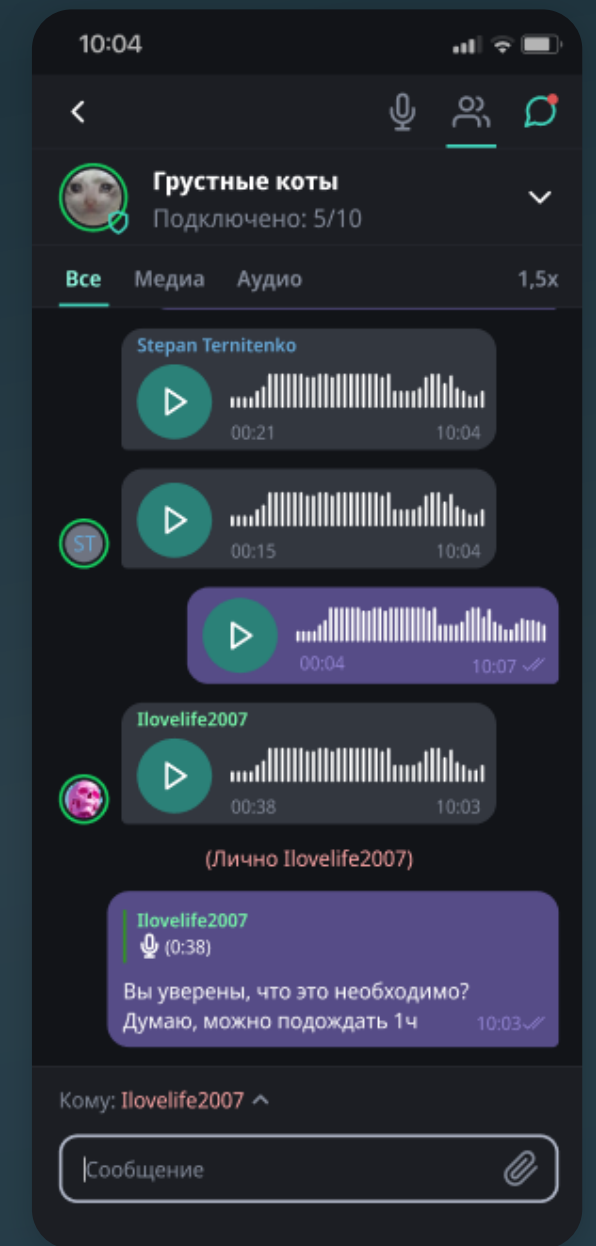 10:04
Грустные коты
Подключено: 5/10
Все Медиа Аудио 1,5x
Stepan Ternitenko
00:21 10:04
ST
00:15 10:04
00:04 10:07
Ilovelife2007
00:38 10:03
(Лично Ilovelife2007)
Ilovelife2007
(0:38)
Вы уверены, что это необходимо?
Думаю, можно подождать 1ч 10:03
Кому: Ilovelife2007
Сообщение